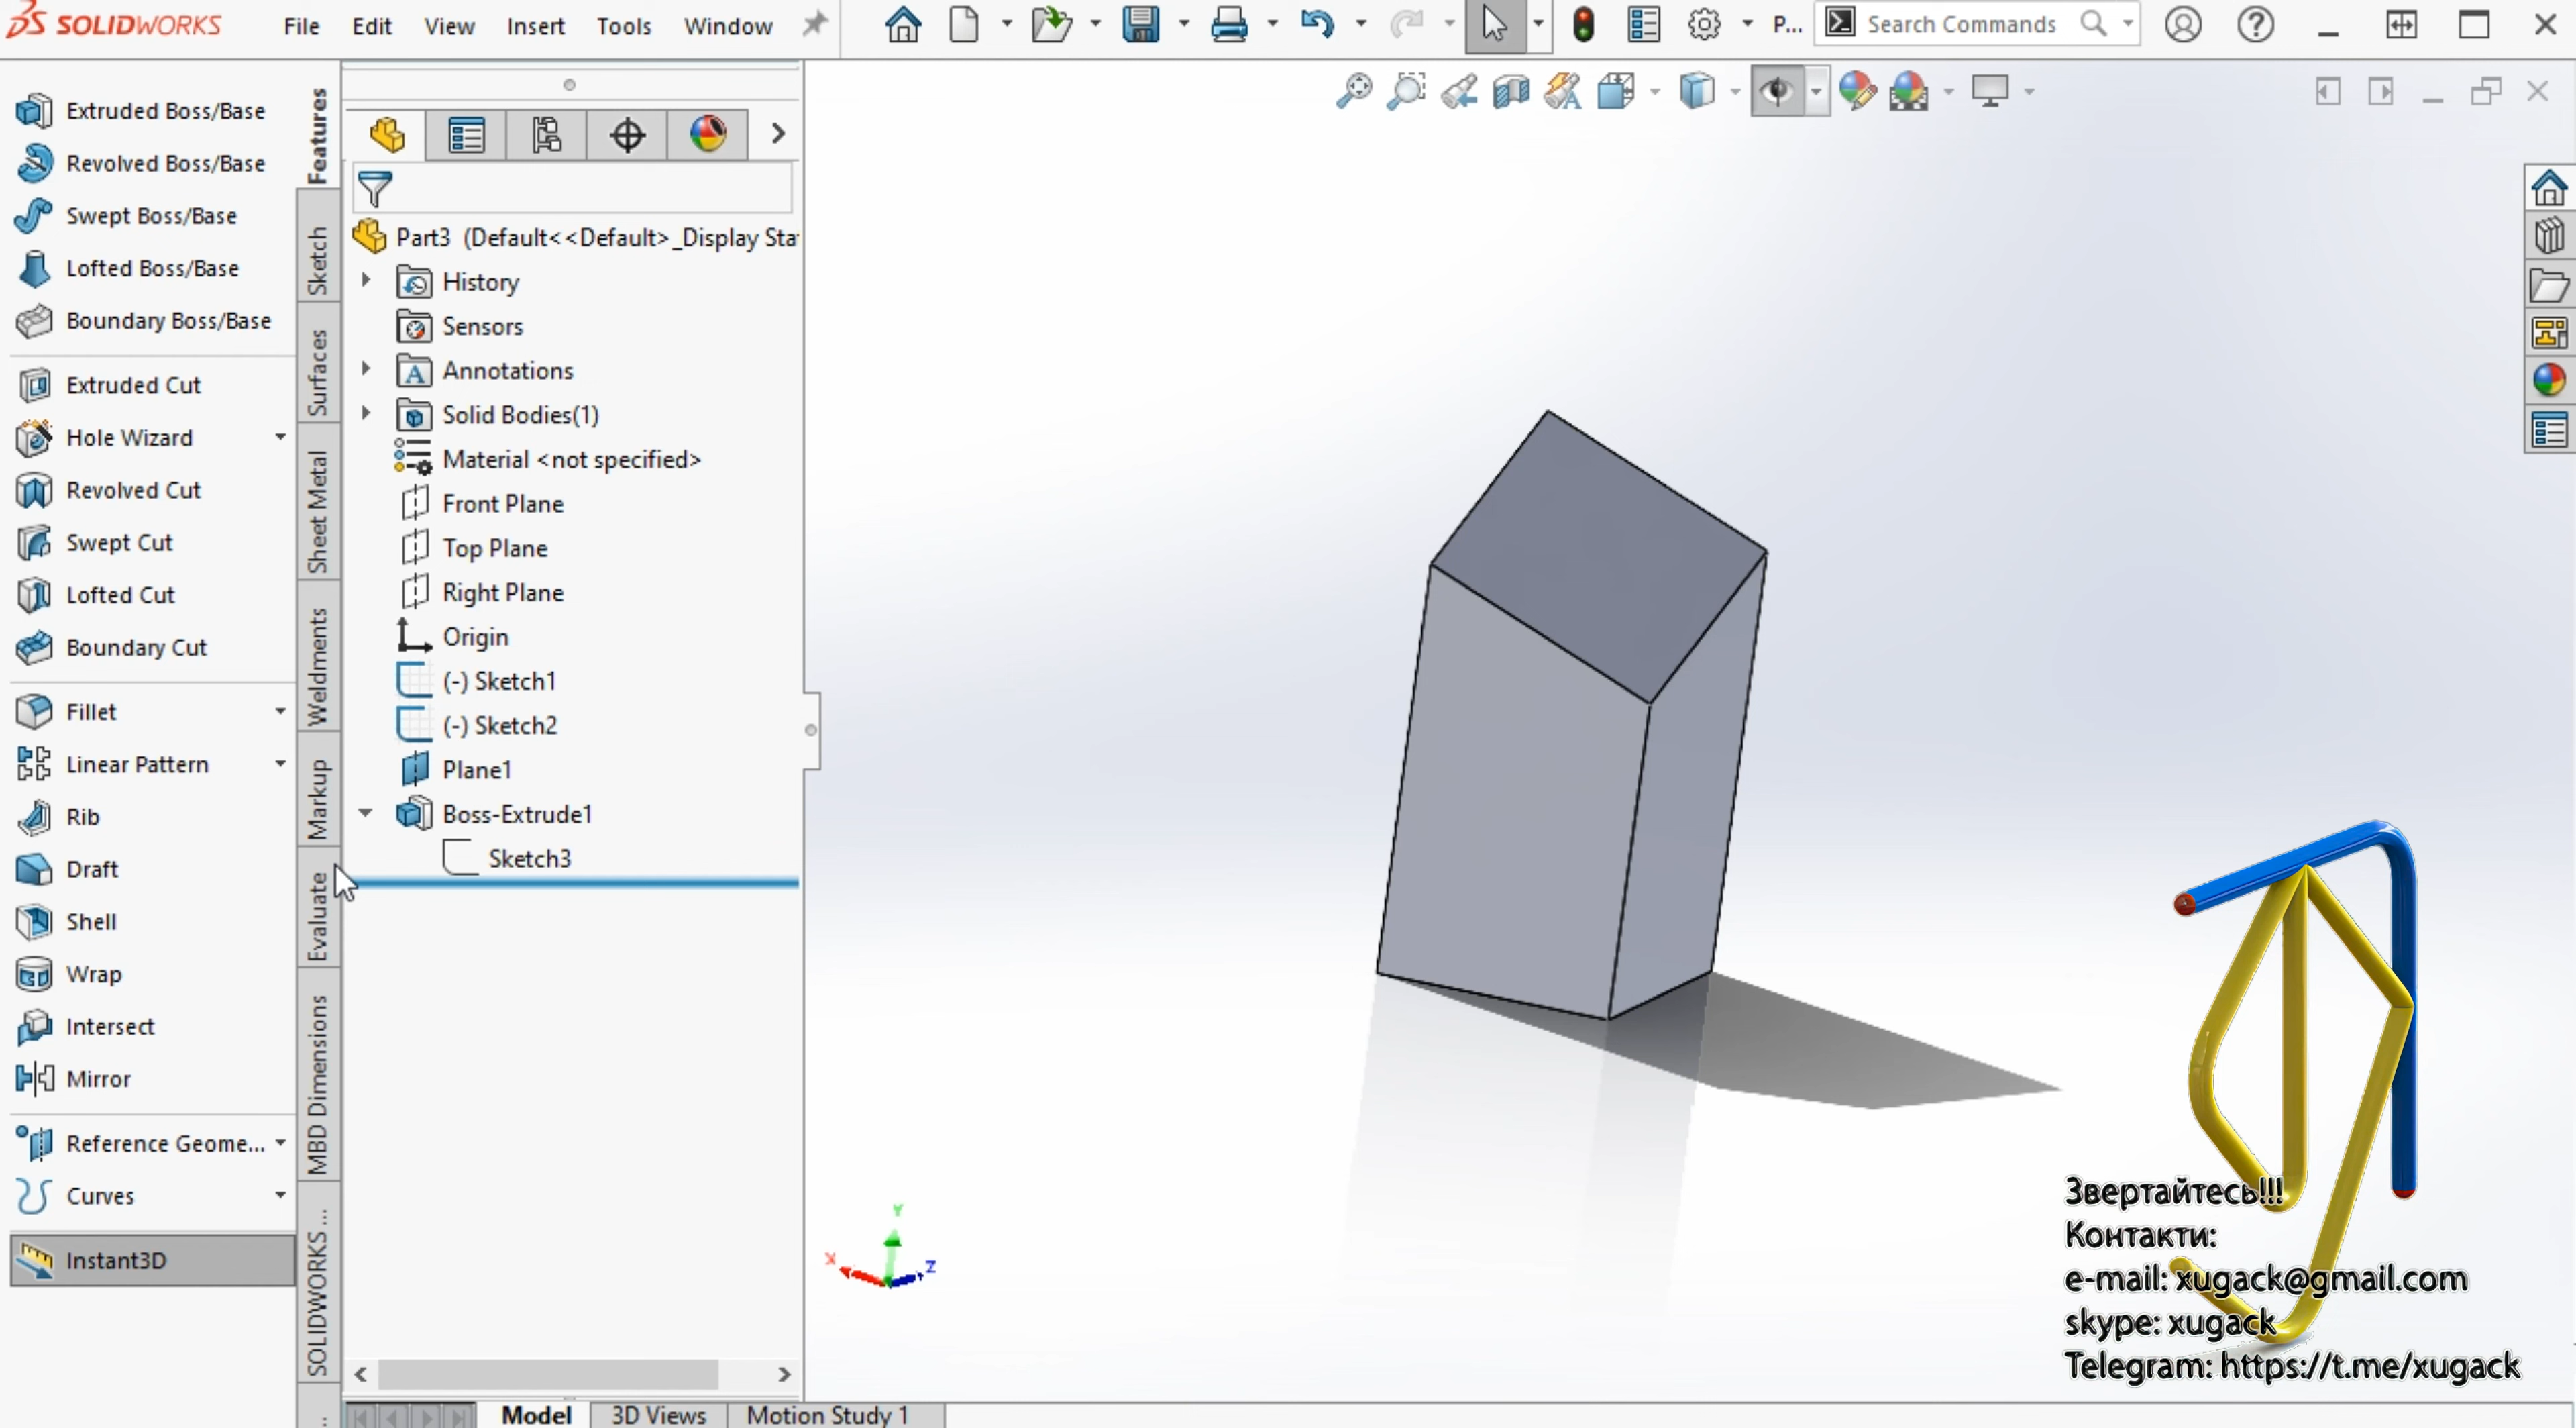 SOLIDWORKS File Edit View Insert Tools Window P... Search Commands
Extruded Boss/Base
Revolved Boss/Base
Swept Boss/Base
Lofted Boss/Base
Boundary Boss/Base
Extruded Cut
Hole Wizard
Revolved Cut
Swept Cut
Lofted Cut
Boundary Cut
Fillet
Linear Pattern
Rib
Draft
Shell
Wrap
Intersect
Mirror
Reference Geome...
Curves
Instant3D
Features
Sketch
Surfaces
Sheet Metal
Weldments
Markup
Evaluate
MBD Dimensions
SOLIDWORKS ...
...
Part3 (Default<<Default>_Display Sta
History
Sensors
Annotations
Solid Bodies(1)
Material <not specified>
Front Plane
Top Plane
Right Plane
Origin
(-) Sketch1
(-) Sketch2
Plane1
Boss-Extrude1
Sketch3
Model 3D Views Motion Study 1
Y
X
Z
Звертайтесь!!!
Контакти:
e-mail: xugack@gmail.com
skype: xugack
Telegram: https://t.me/xugack